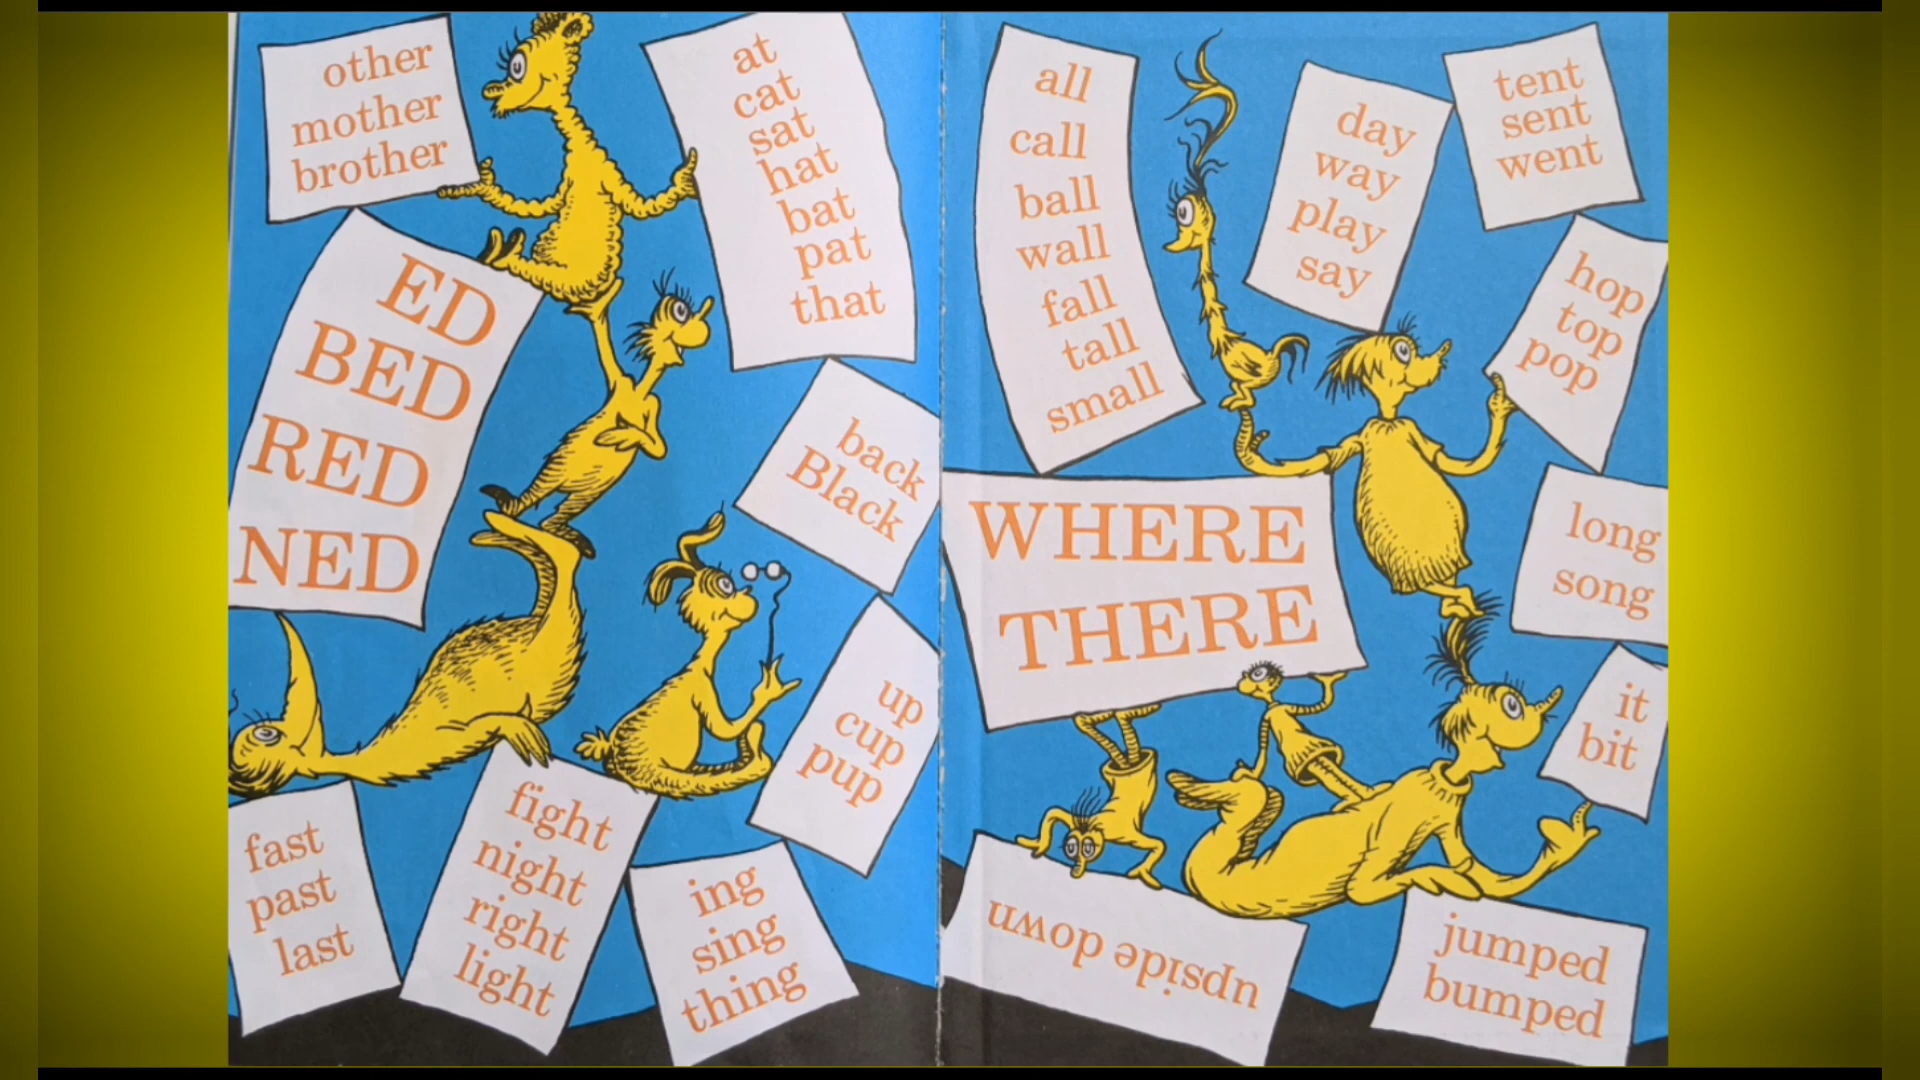 other
mother
brother
at
cat
sat
hat
bat
pat
that
ED
BED
RED
NED
back
Black
up
cup
pup
fast
past
last
fight
night
right
light
ing
sing
thing
all
call
ball
wall
fall
tall
small
day
way
play
say
tent
sent
went
hop
top
pop
WHERE
THERE
long
song
it
bit
upside down
jumped
bumped